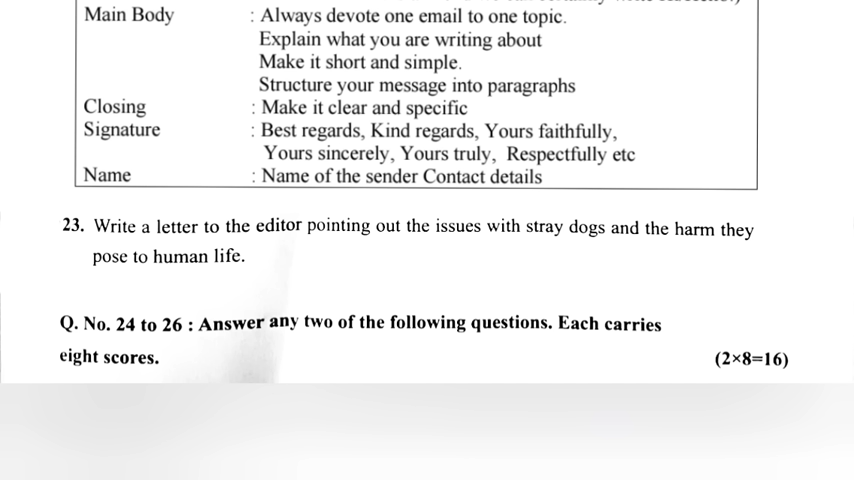 Main Body : Always devote one email to one topic.
Explain what you are writing about
Make it short and simple.
Structure your message into paragraphs
Closing : Make it clear and specific
Signature : Best regards, Kind regards, Yours faithfully,
Yours sincerely, Yours truly, Respectfully etc
Name : Name of the sender Contact details
23. Write a letter to the editor pointing out the issues with stray dogs and the harm they
pose to human life.
Q. No. 24 to 26 : Answer any two of the following questions. Each carries
eight scores. (2×8=16)